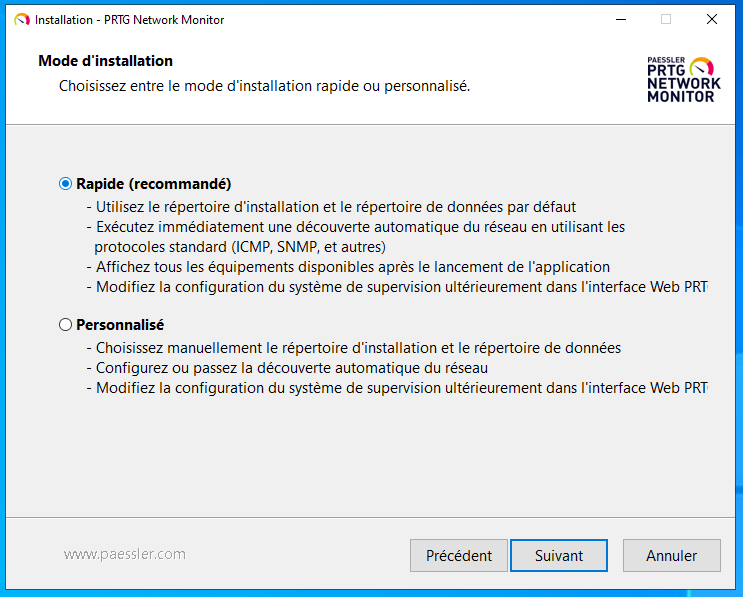 Installation - PRTG Network Monitor
Mode d'installation
Choisissez entre le mode d'installation rapide ou personnalisé.
PAESSLER
PRTG
NETWORK
MONITOR
Rapide (recommandé)
- Utilisez le répertoire d'installation et le répertoire de données par défaut
- Exécutez immédiatement une découverte automatique du réseau en utilisant les
protocoles standard (ICMP, SNMP, et autres)
- Affichez tous les équipements disponibles après le lancement de l'application
- Modifiez la configuration du système de supervision ultérieurement dans l'interface Web PRTG
Personnalisé
- Choisissez manuellement le répertoire d'installation et le répertoire de données
- Configurez ou passez la découverte automatique du réseau
- Modifiez la configuration du système de supervision ultérieurement dans l'interface Web PRTG
www.paessler.com
Précédent
Suivant
Annuler